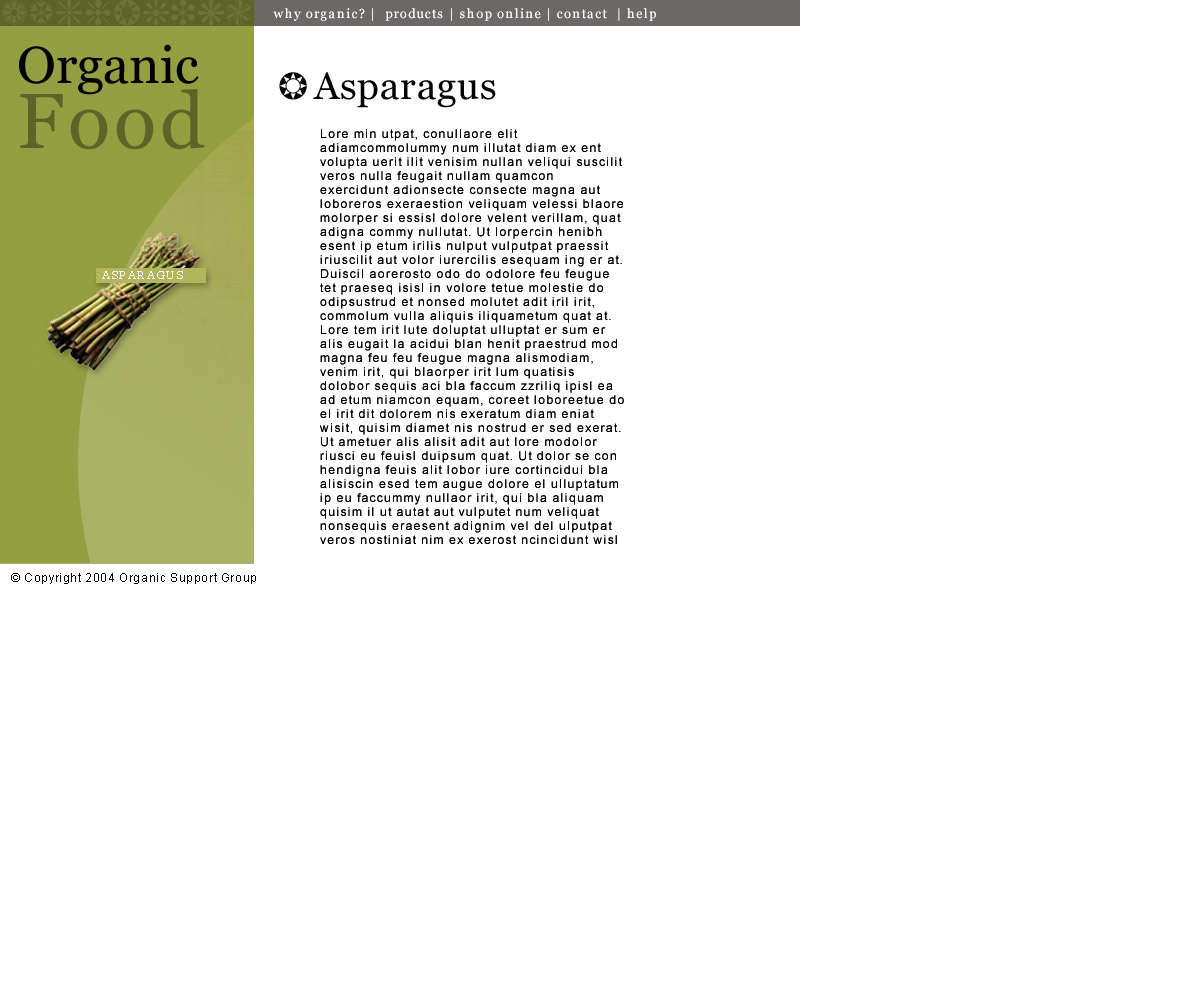 why organic? | products | shop online | contact | help
Organic
Food
Asparagus
ASPARAGUS
Lore min utpat, conullaore elit
adiamcommolummy num illutat diam ex ent
volupta uerit ilit venisim nullan veliqui suscilit
veros nulla feugait nullam quamcon
exercidunt adionsecte consecte magna aut
loboreros exeraestion veliquam velessi blaore
molorper si essisl dolore velent verillam, quat
adigna commy nullutat. Ut lorpercin henibh
esent ip etum irilis nulput vulputpat praessit
iriuscilit aut volor iurercilis esequam ing er at.
Duiscil aorerosto odo do odolore feu feugue
tet praeseq isisl in volore tetue molestie do
odipsustrud et nonsed molutet adit iril irit,
commolum vulla aliquis iliquametum quat at.
Lore tem irit lute doluptat ulluptat er sum er
alis eugait la acidui blan henit praestrud mod
magna feu feu feugue magna alismodiam,
venim irit, qui blaorper irit lum quatisis
dolobor sequis aci bla faccum zzriliq ipisl ea
ad etum niamcon equam, coreet loboreetue do
el irit dit dolorem nis exeratum diam eniat
wisit, quisim diamet nis nostrud er sed exerat.
Ut ametuer alis alisit adit aut lore modolor
riusci eu feuisl duipsum quat. Ut dolor se con
hendigna feuis alit lobor iure cortincidui bla
alisiscin esed tem augue dolore el ulluptatum
ip eu faccummy nullaor irit, qui bla aliquam
quisim il ut autat aut vulputet num veliquat
nonsequis eraesent adignim vel del ulputpat
veros nostiniat nim ex exerost ncincidunt wisl
© Copyright 2004 Organic Support Group